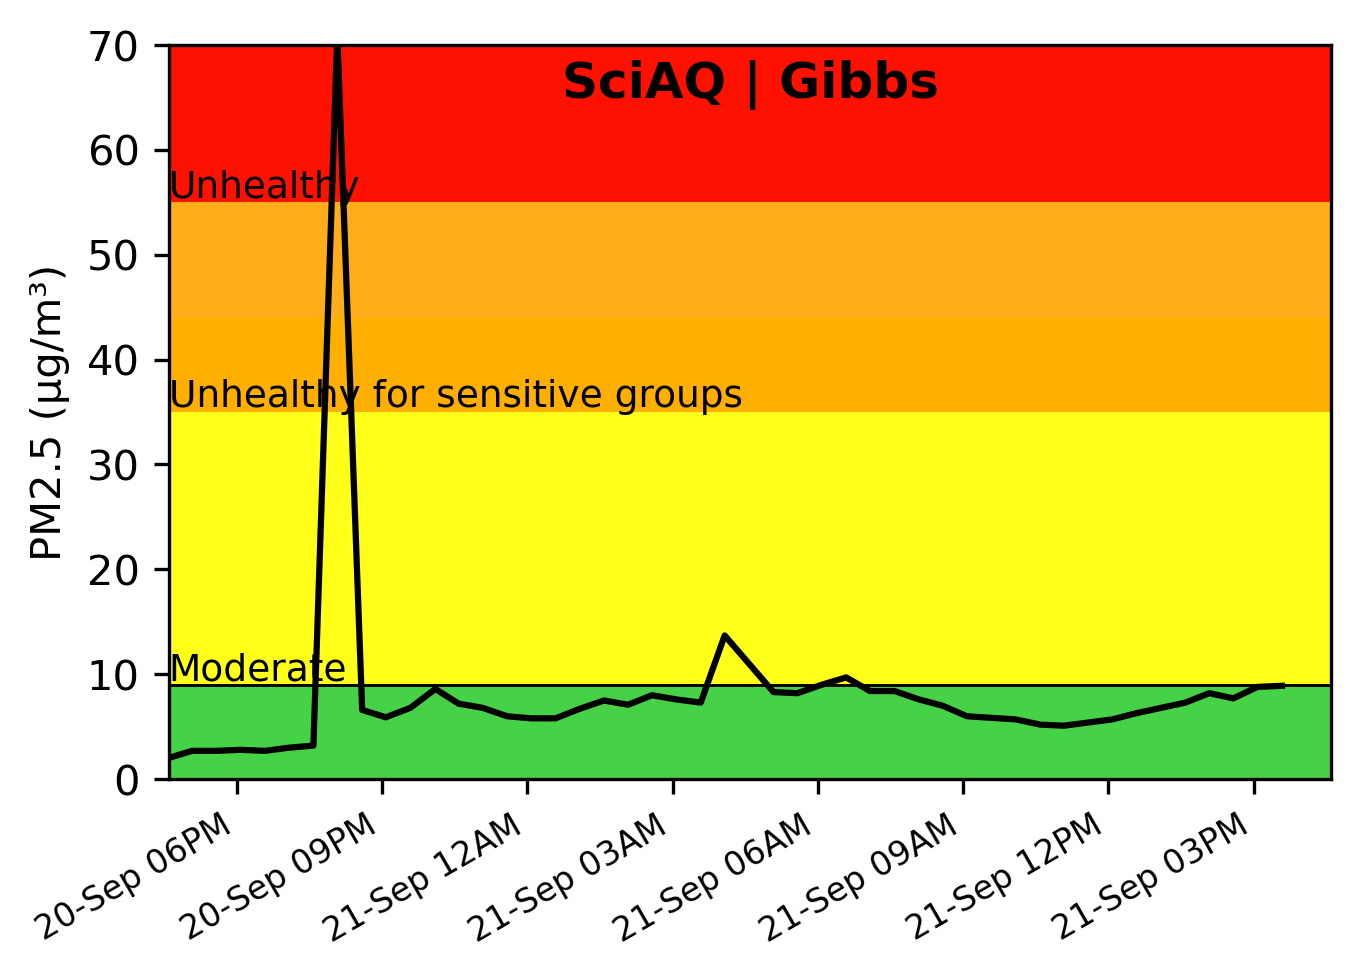 SciAQ | Gibbs
PM2.5 (µg/m³)
70
60
50
40
30
20
10
0
Unhealthy
Unhealthy for sensitive groups
Moderate
20-Sep 06PM
20-Sep 09PM
21-Sep 12AM
21-Sep 03AM
21-Sep 06AM
21-Sep 09AM
21-Sep 12PM
21-Sep 03PM